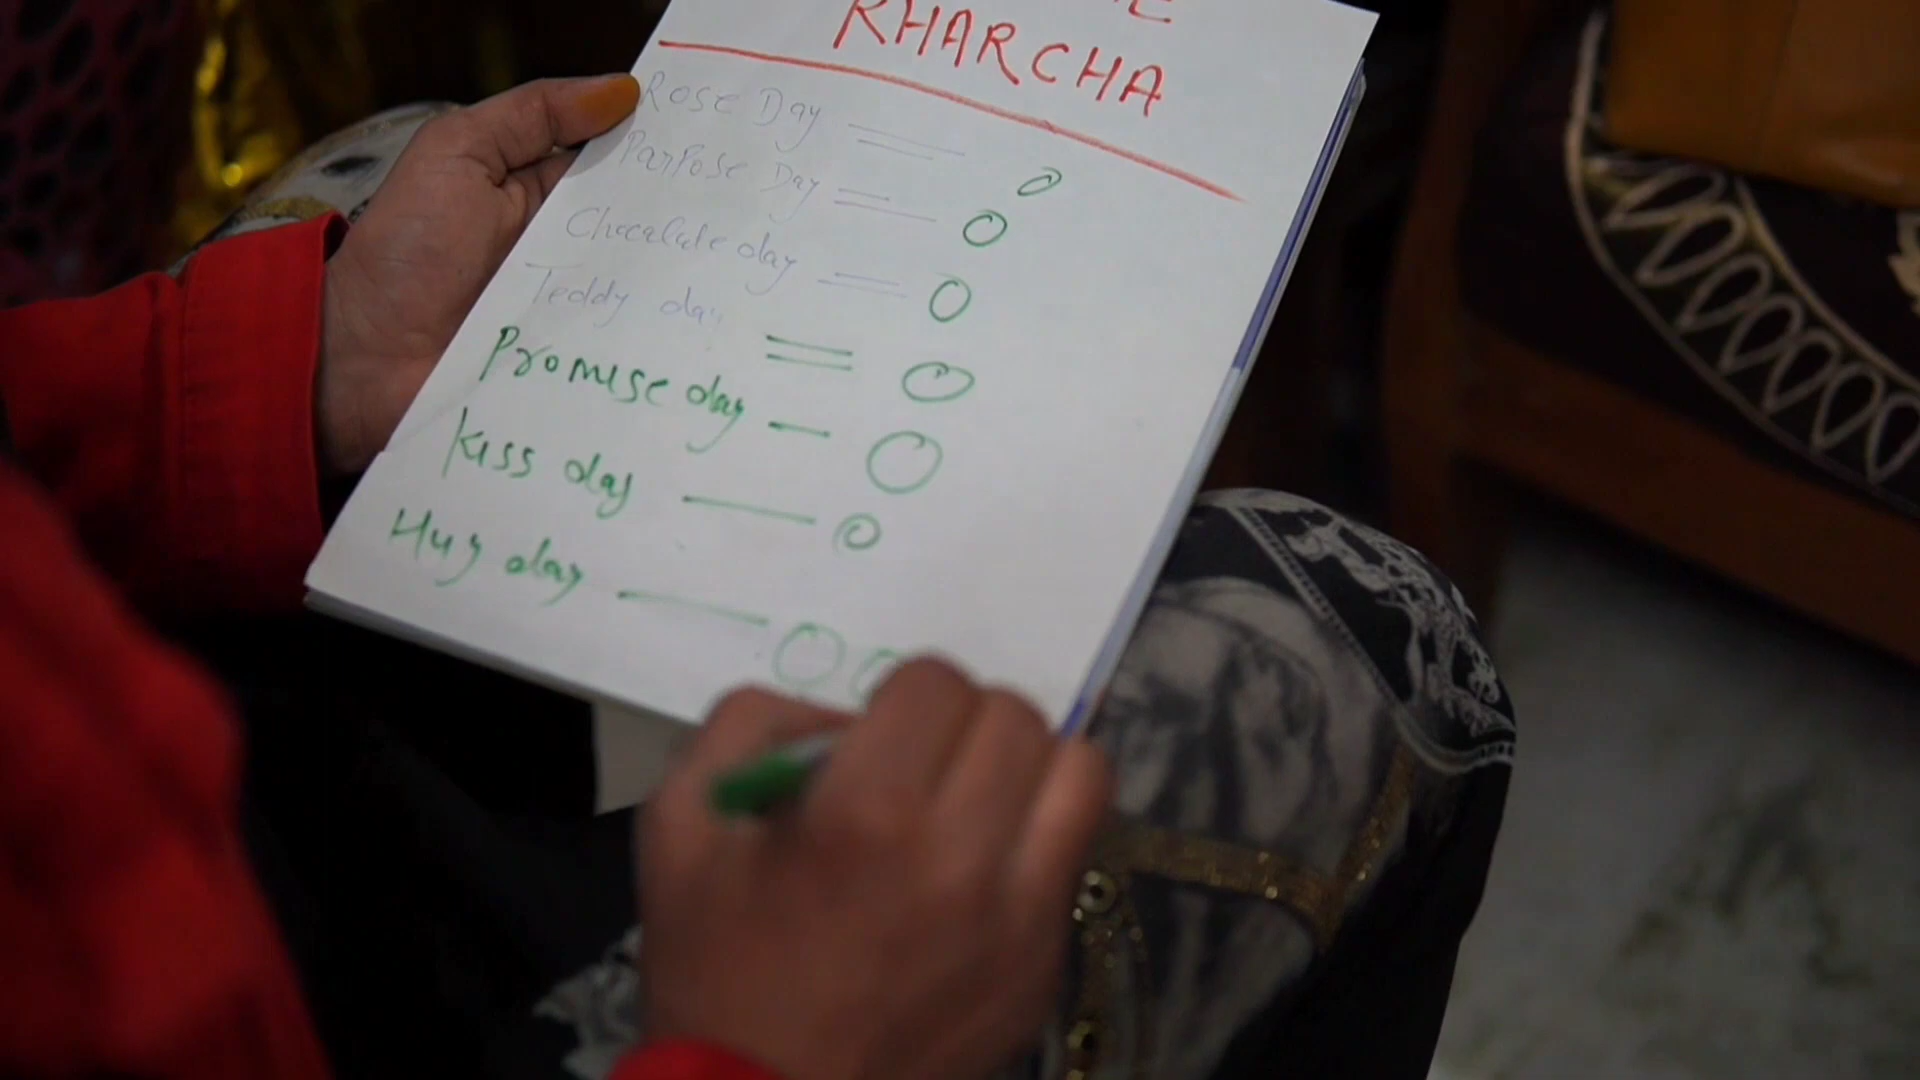 KHARCHA
Rose Day = 0
Parpose Day = 0
Chocalate day = 0
Teddy day = 0
Promise day - 0
Kiss day - 0
Hug day - 0